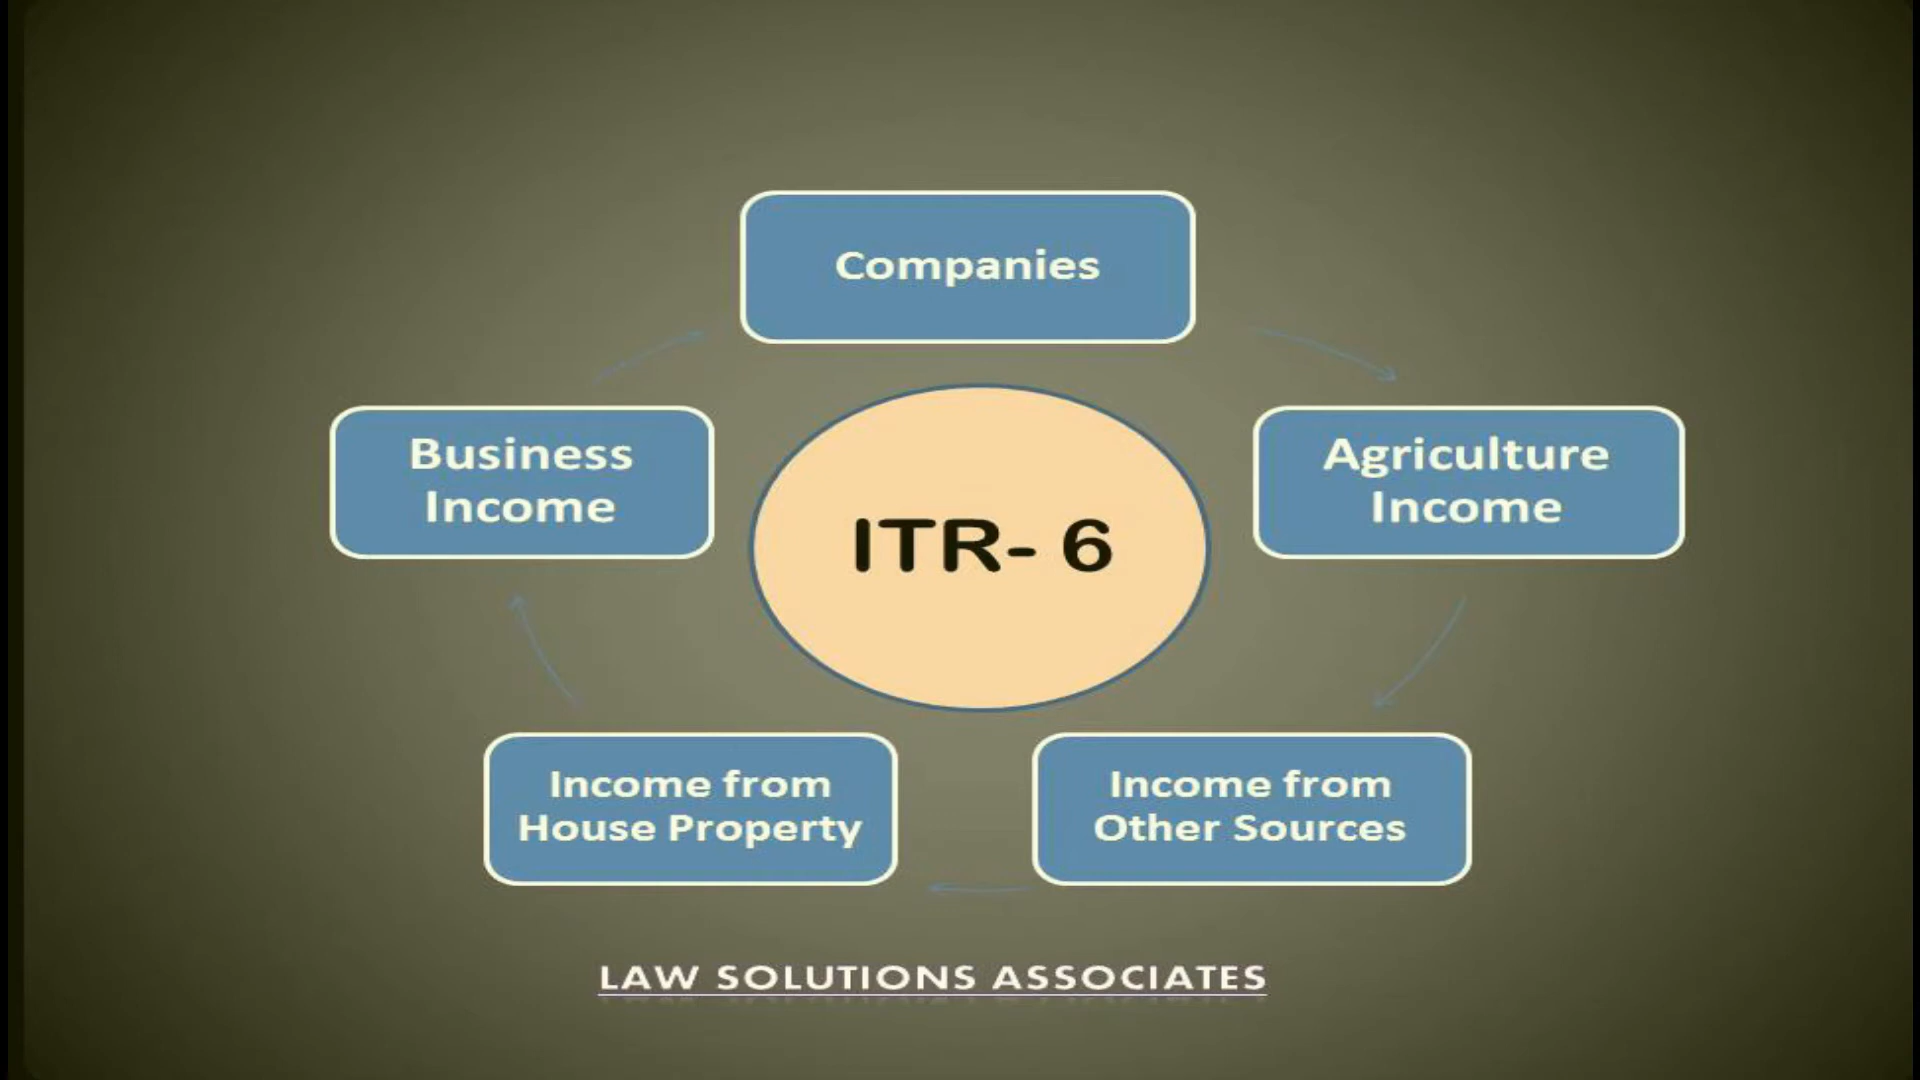 Companies
Business
Income
Agriculture
Income
ITR- 6
Income from
House Property
Income from
Other Sources
LAW SOLUTIONS ASSOCIATES